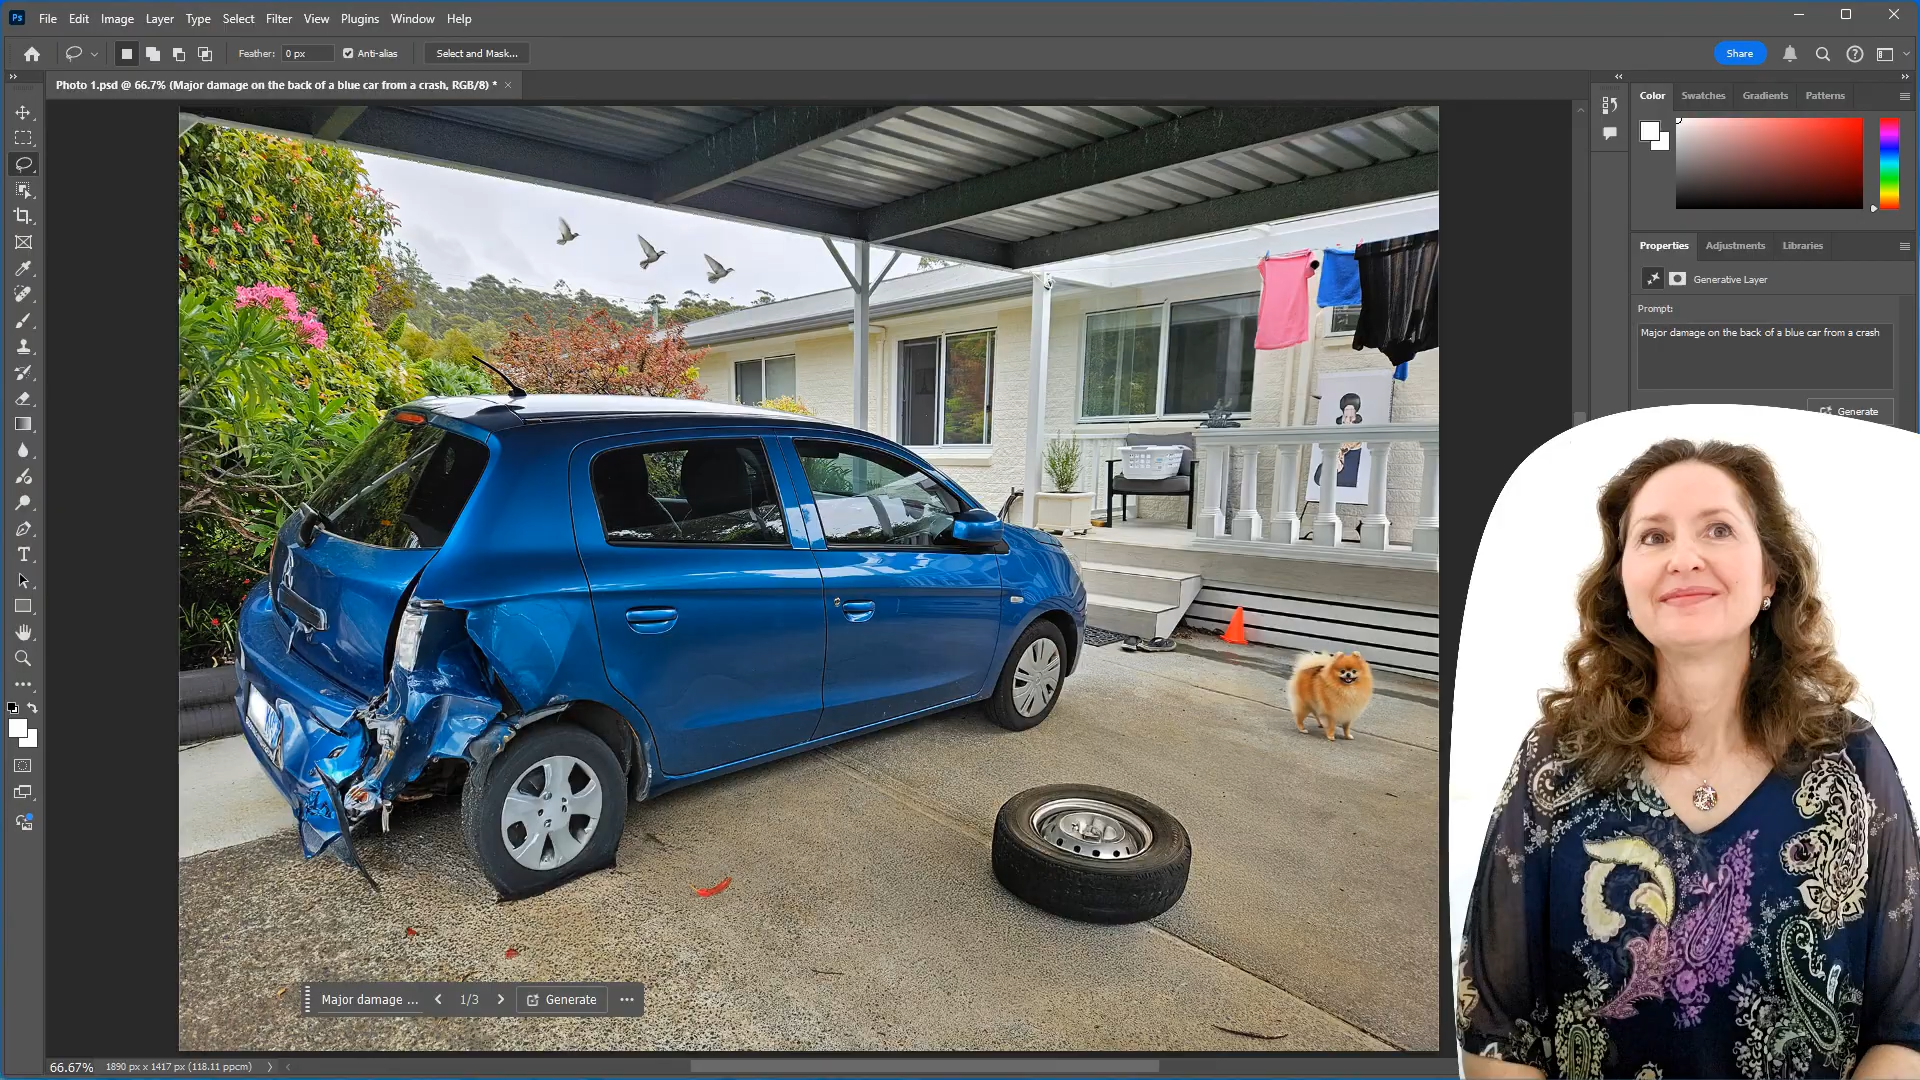 Ps File Edit Image Layer Type Select Filter View Plugins Window Help
Feather: 0 px Anti-alias Select and Mask... Share
Photo 1.psd @ 66.7% (Major damage on the back of a blue car from a crash, RGB/8) *
Color Swatches Gradients Patterns
Properties Adjustments Libraries
Generative Layer
Prompt:
Major damage on the back of a blue car from a crash
Generate
Major damage ... 1/3 Generate
66.67% 1890 px x 1417 px (118.11 ppcm)